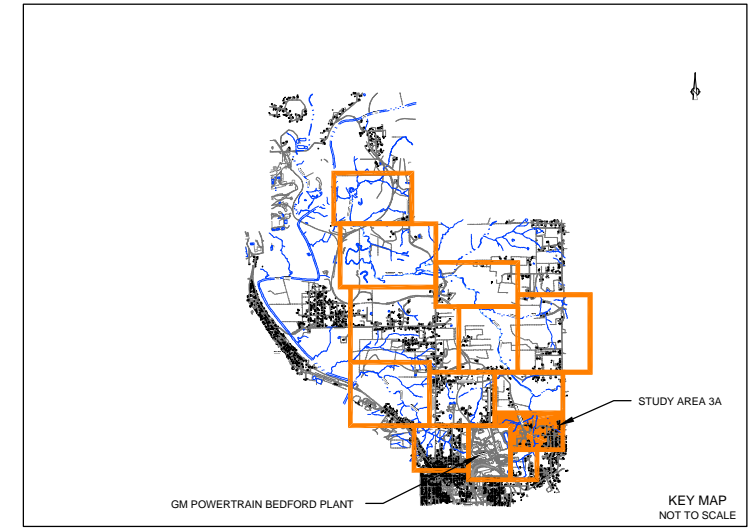 STUDY AREA 3A
GM POWERTRAIN BEDFORD PLANT
KEY MAP
NOT TO SCALE